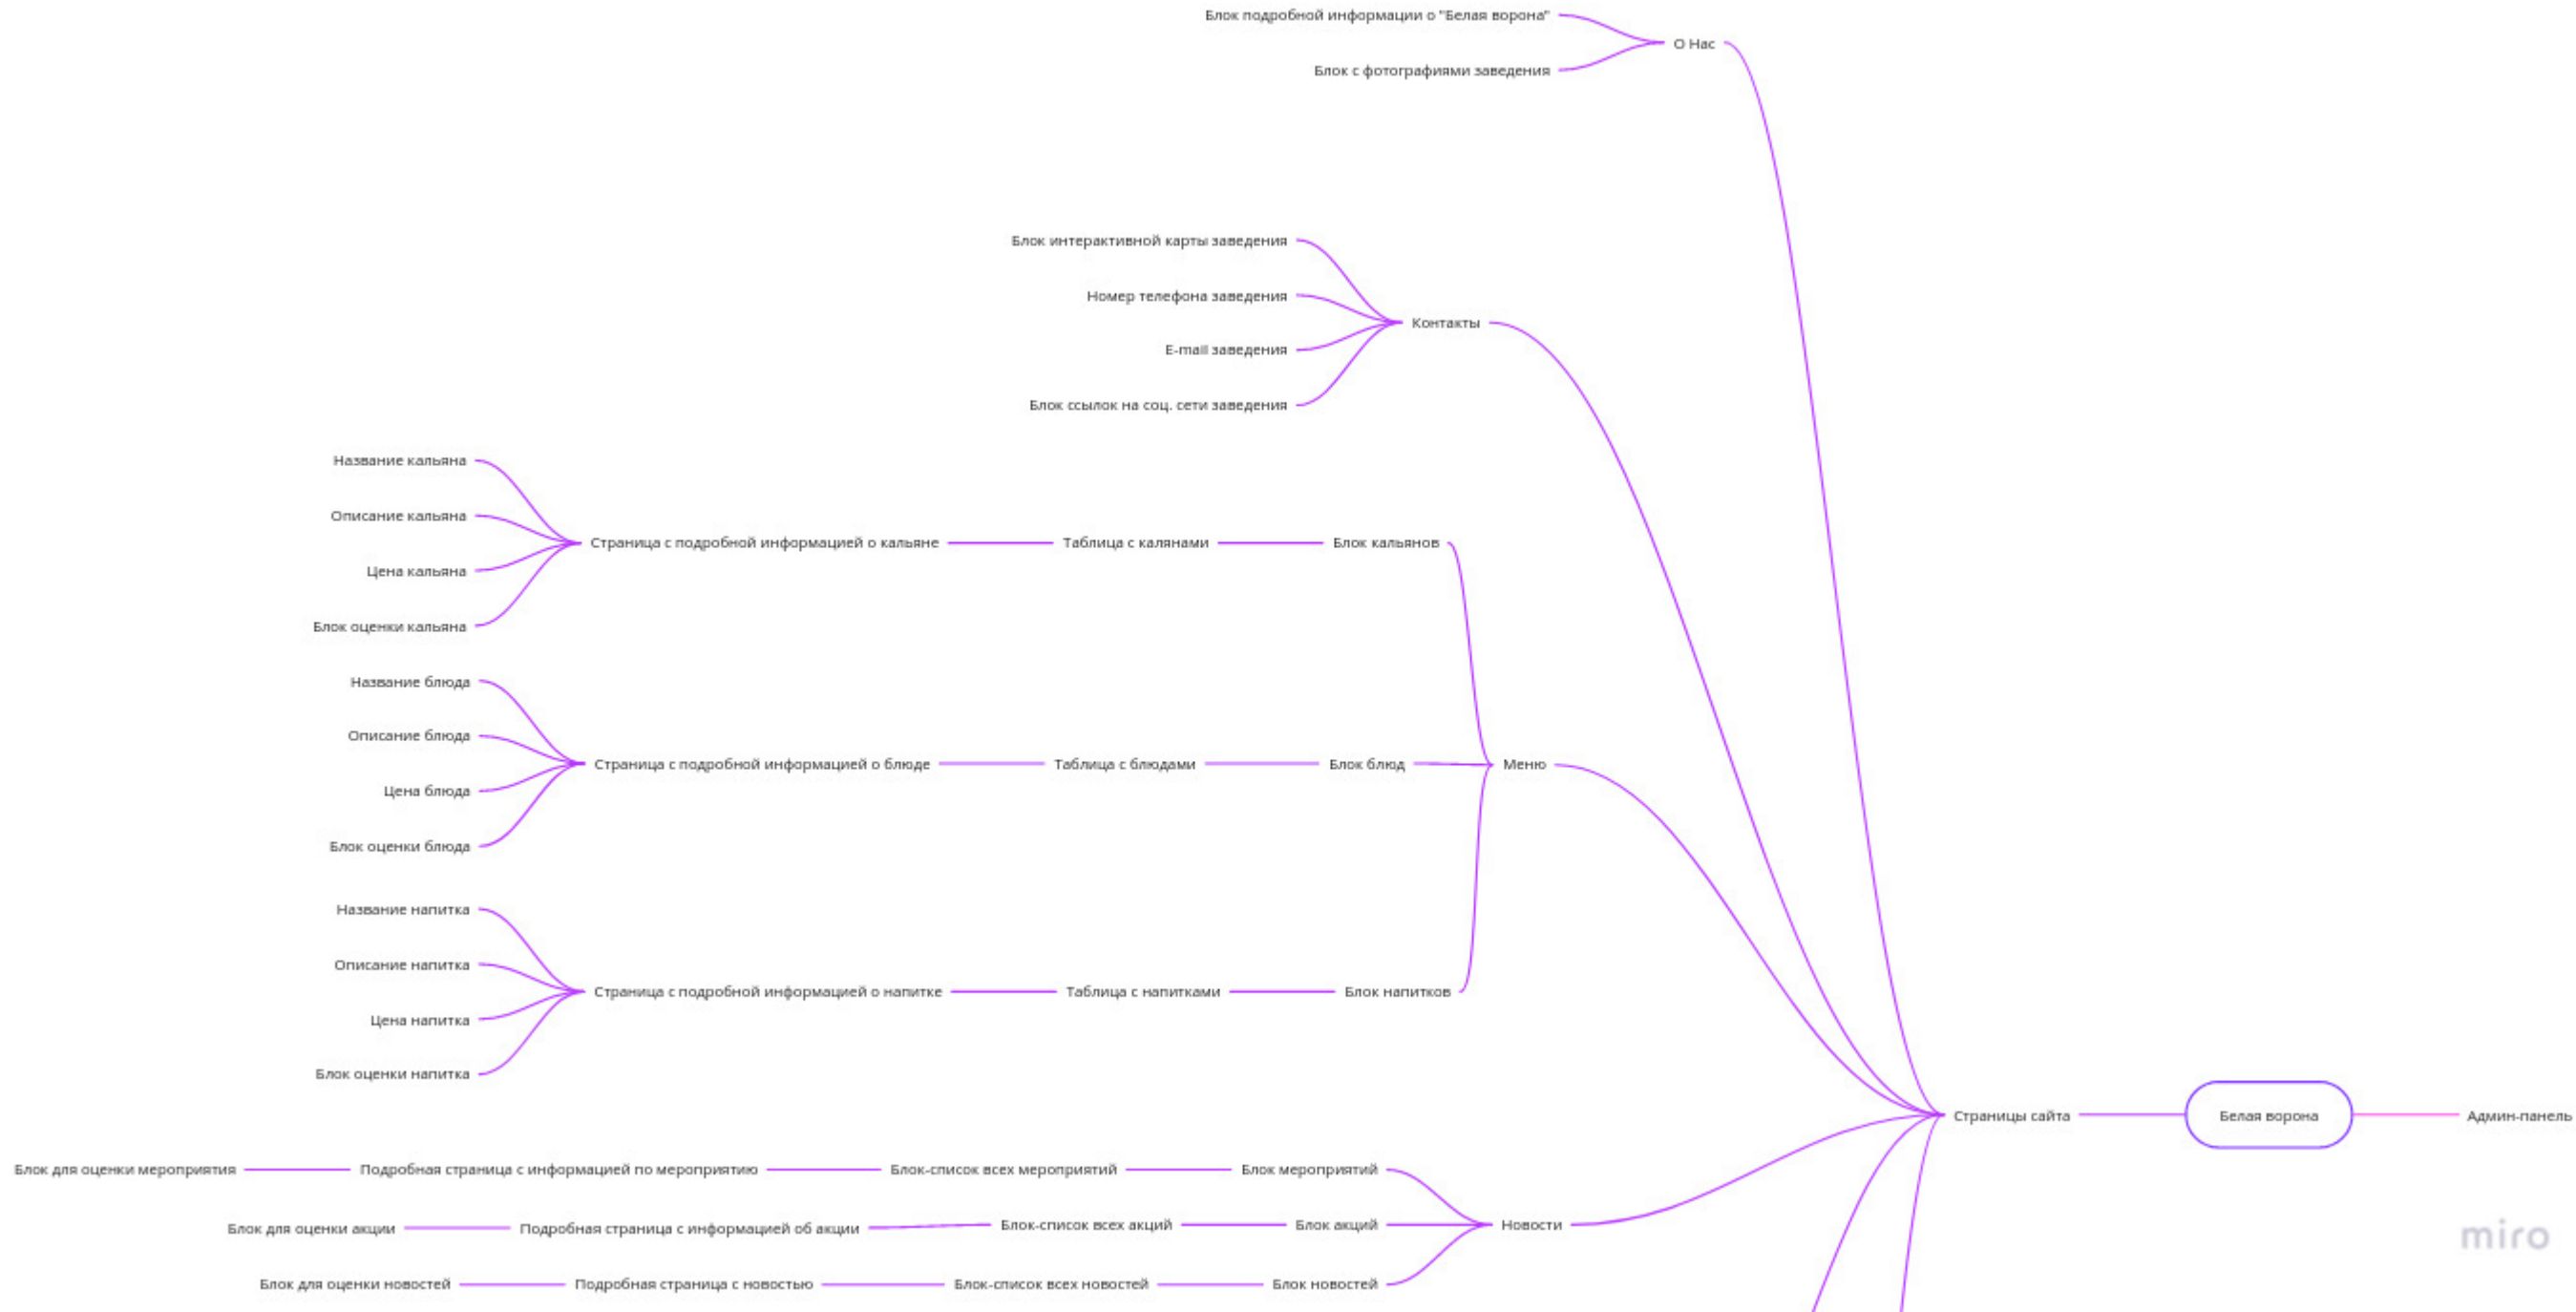 Блок подробной информации о "Белая ворона"
О Нас
Блок с фотографиями заведения
Блок интерактивной карты заведения
Номер телефона заведения
Контакты
E-mail заведения
Блок ссылок на соц. сети заведения
Название кальяна
Описание кальяна
Страница с подробной информацией о кальяне
Таблица с калянами
Блок кальянов
Цена кальяна
Блок оценки кальяна
Название блюда
Описание блюда
Страница с подробной информацией о блюде
Таблица с блюдами
Блок блюд
Меню
Цена блюда
Блок оценки блюда
Название напитка
Описание напитка
Страница с подробной информацией о напитке
Таблица с напитками
Блок напитков
Цена напитка
Блок оценки напитка
Страницы сайта
Белая ворона
Админ-панель
Блок для оценки мероприятия
Подробная страница с информацией по мероприятию
Блок-список всех мероприятий
Блок мероприятий
Блок для оценки акции
Подробная страница с информацией об акции
Блок-список всех акций
Блок акций
Новости
miro
Блок для оценки новостей
Подробная страница с новостью
Блок-список всех новостей
Блок новостей